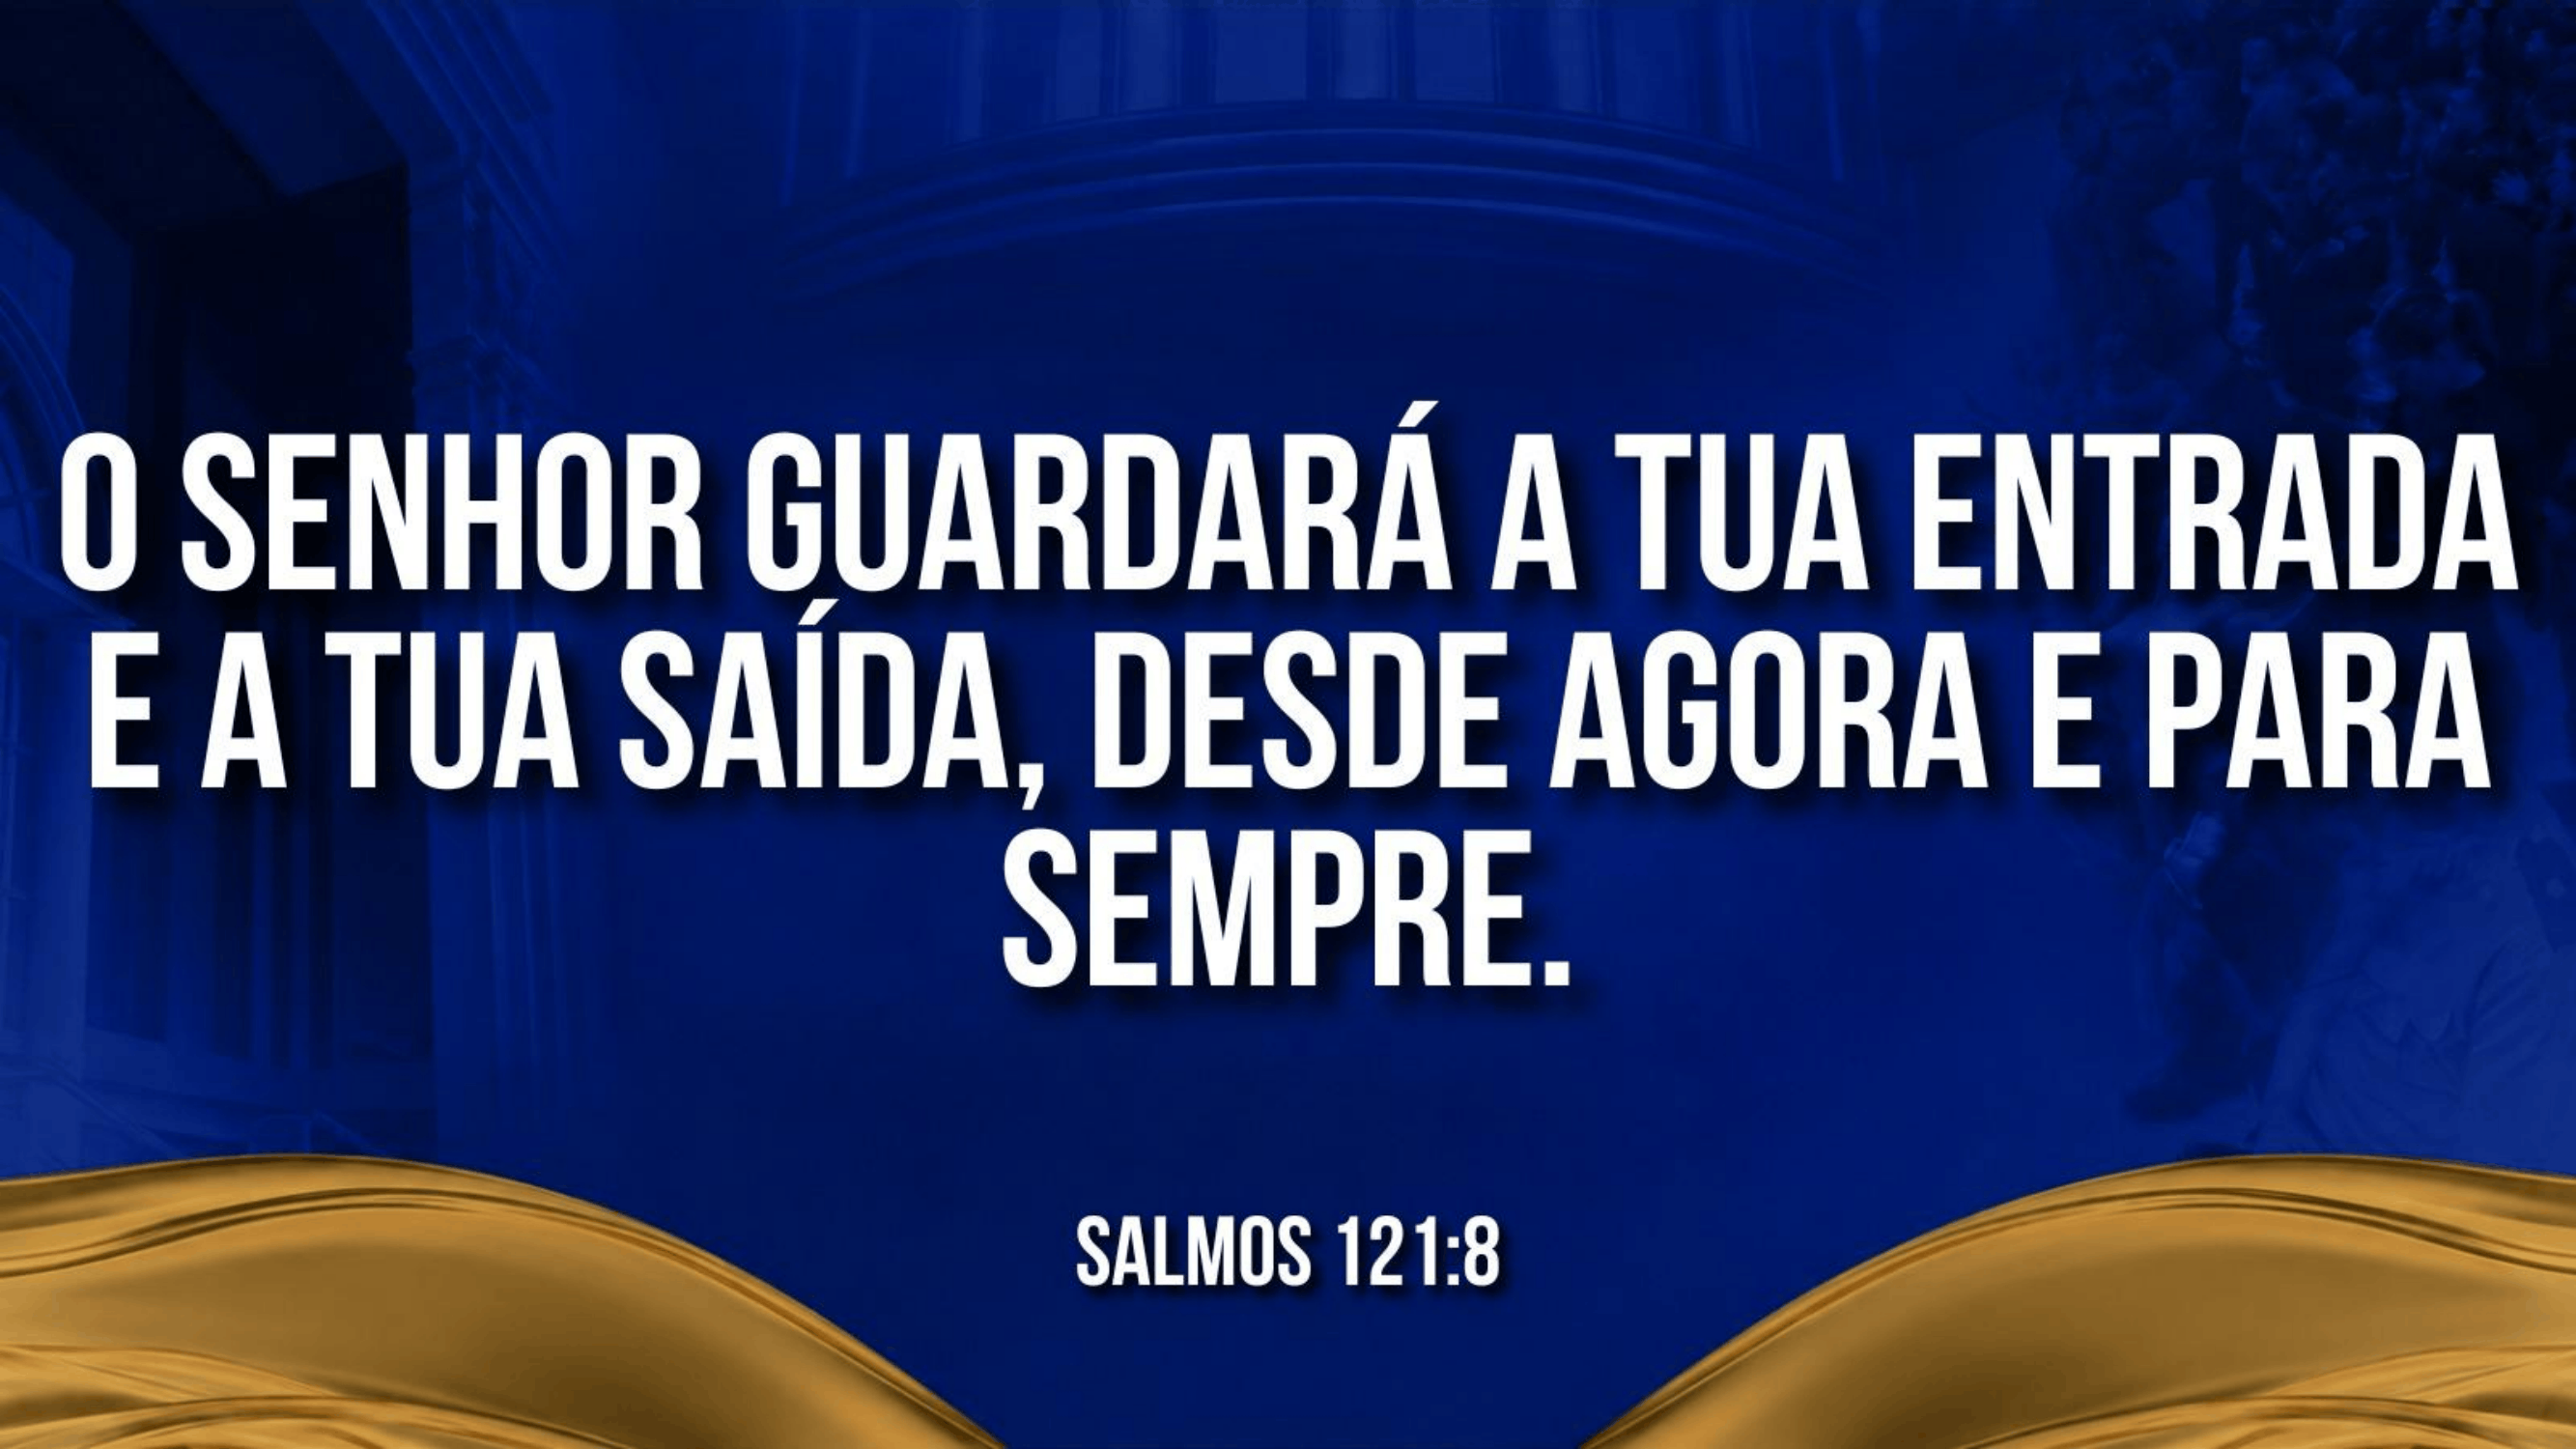 O SENHOR GUARDARÁ A TUA ENTRADA
E A TUA SAÍDA, DESDE AGORA E PARA
SEMPRE.
SALMOS 121:8